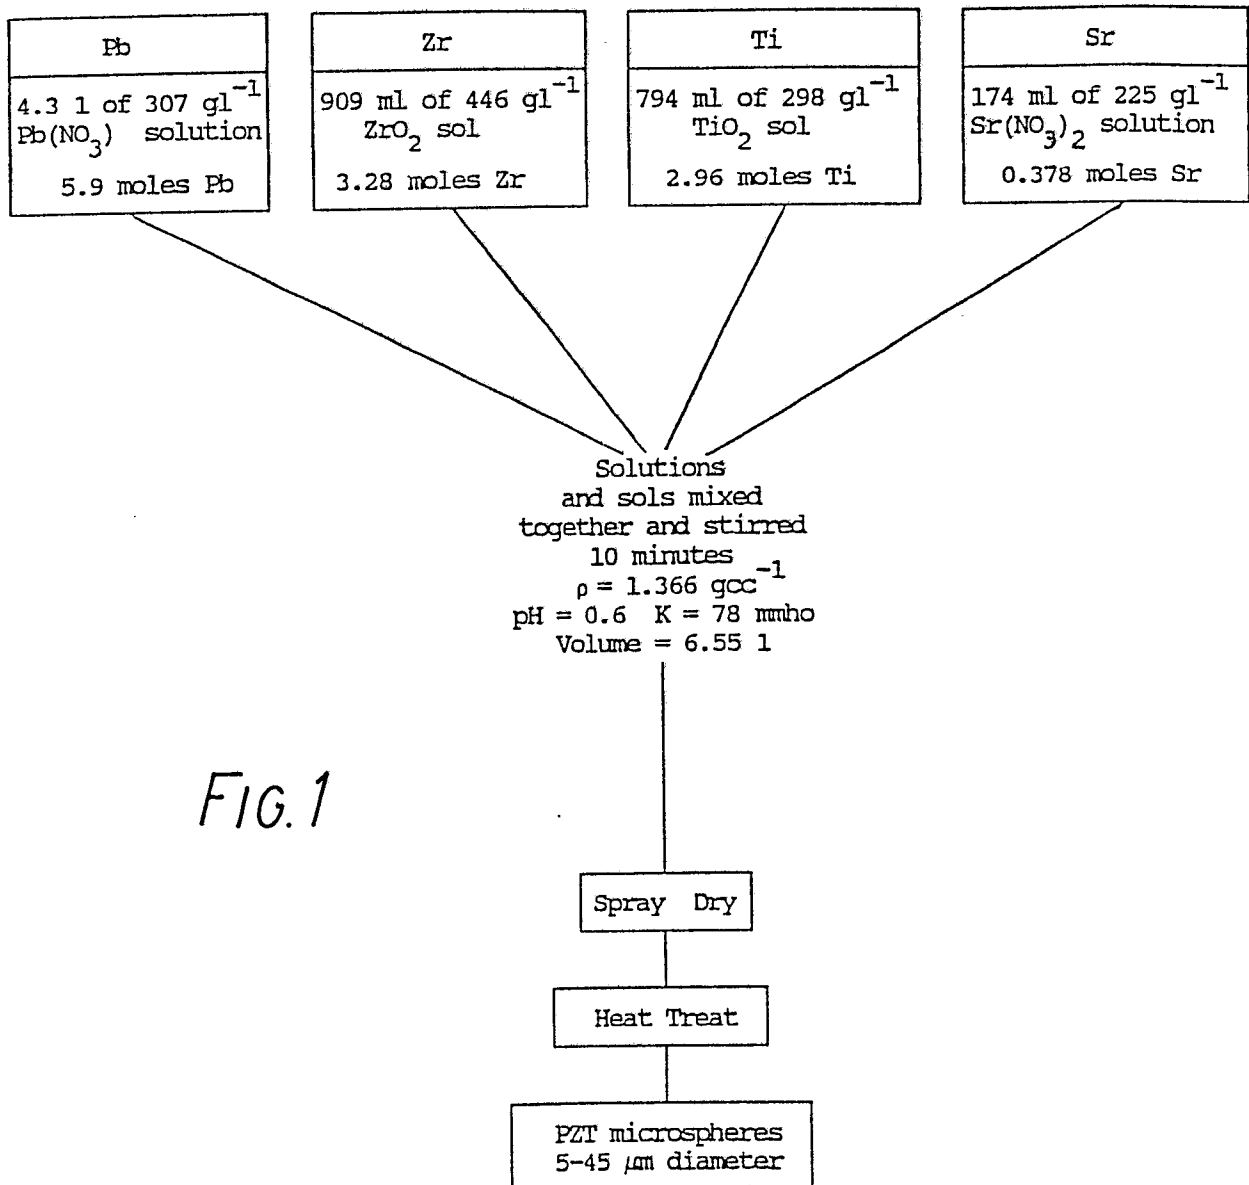 Pb
4.3 l of 307 gl⁻¹
Pb(NO₃) solution
5.9 moles Pb
Zr
909 ml of 446 gl⁻¹
ZrO₂ sol
3.28 moles Zr
Ti
794 ml of 298 gl⁻¹
TiO₂ sol
2.96 moles Ti
Sr
174 ml of 225 gl⁻¹
Sr(NO₃)₂ solution
0.378 moles Sr
Solutions
and sols mixed
together and stirred
10 minutes
ρ = 1.366 gcc⁻¹
pH = 0.6 K = 78 mmho
Volume = 6.55 l
FIG. 1
Spray Dry
Heat Treat
PZT microspheres
5-45 μm diameter